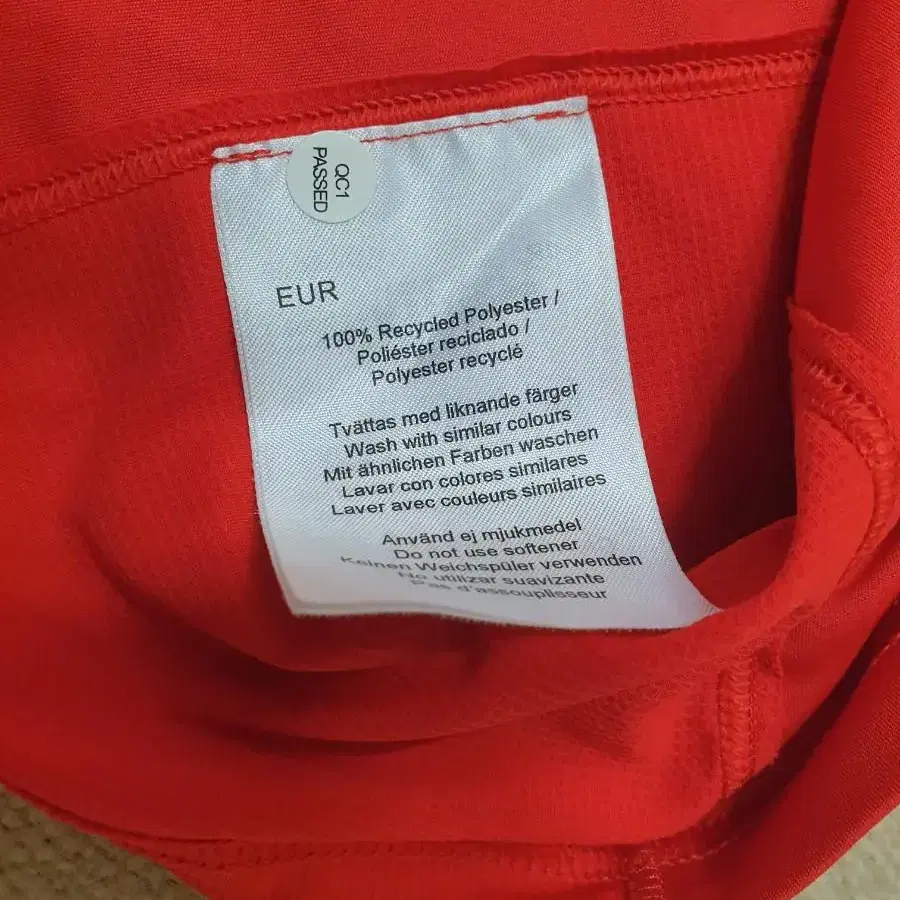 QC1
PASSED
EUR
100% Recycled Polyester /
Poliéster reciclado /
Polyester recyclé
Tvättas med liknande färger
Wash with similar colours
Mit ähnlichen Farben waschen
Lavar con colores similares
Laver avec couleurs similaires
Använd ej mjukmedel
Do not use softener
Keinen Weichspüler verwenden
No utilizar suavizante
Pas d'assouplisseur